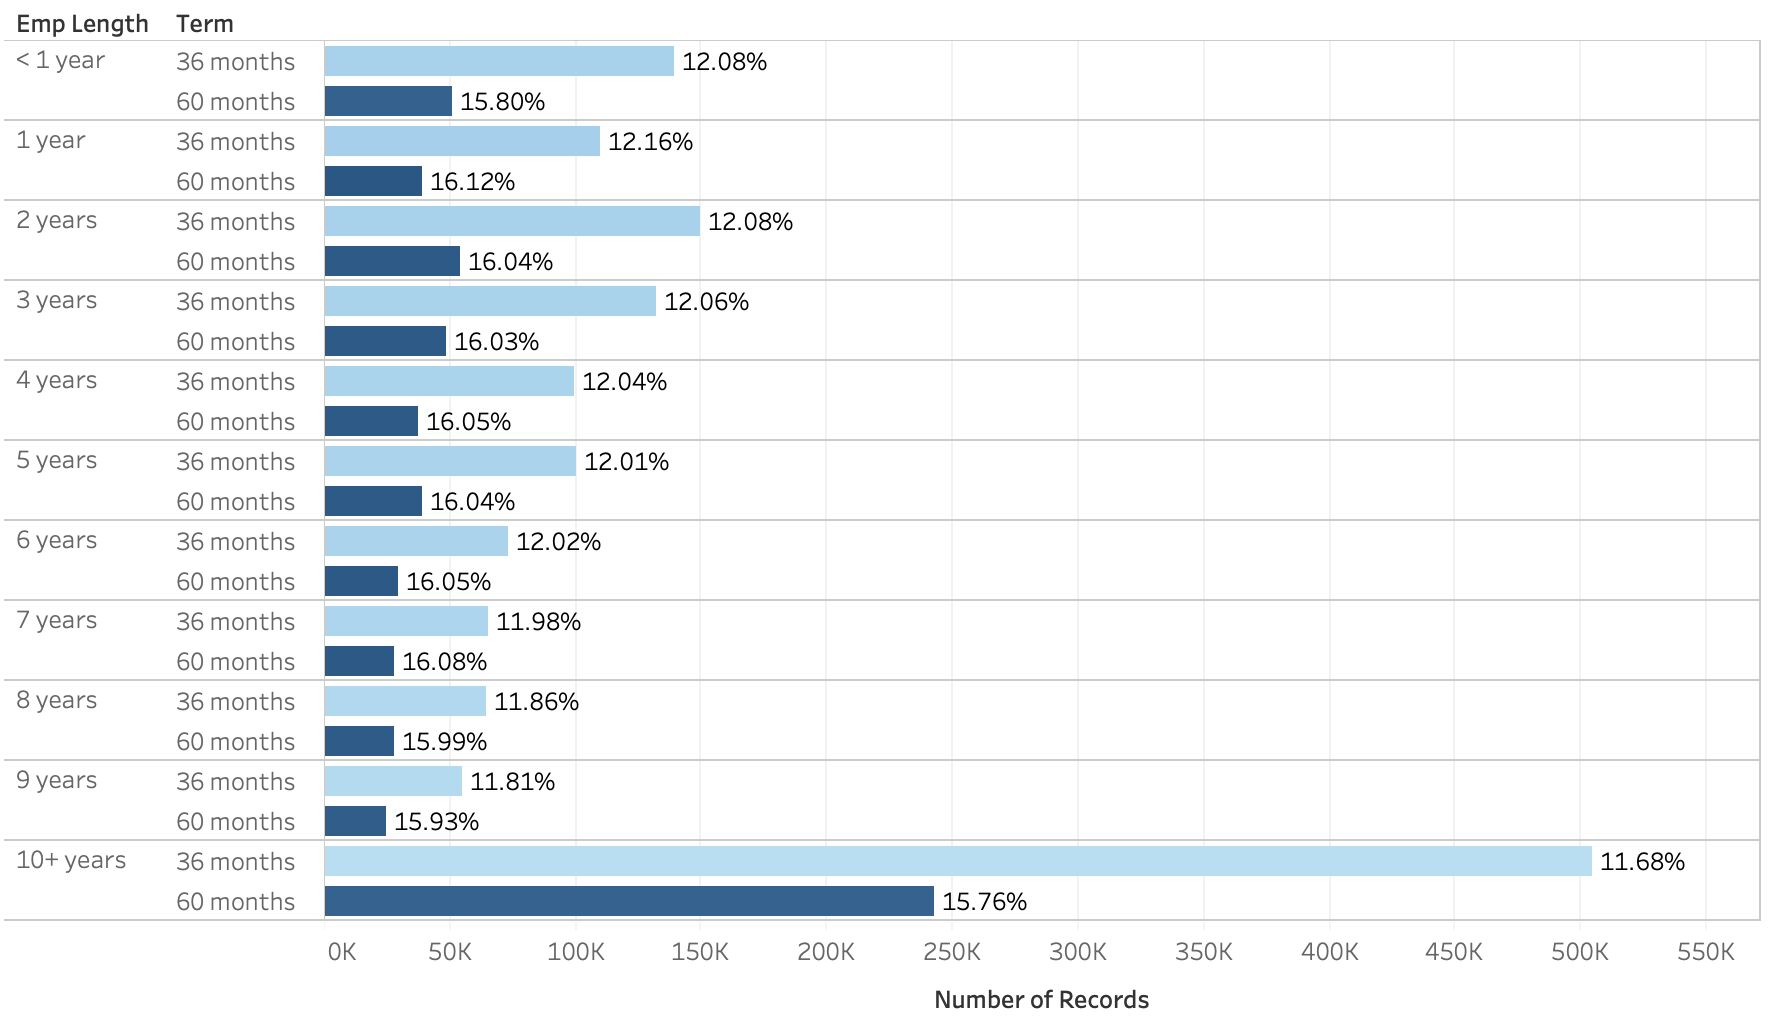 Emp Length Term
< 1 year 36 months 12.08%
60 months 15.80%
1 year 36 months 12.16%
60 months 16.12%
2 years 36 months 12.08%
60 months 16.04%
3 years 36 months 12.06%
60 months 16.03%
4 years 36 months 12.04%
60 months 16.05%
5 years 36 months 12.01%
60 months 16.04%
6 years 36 months 12.02%
60 months 16.05%
7 years 36 months 11.98%
60 months 16.08%
8 years 36 months 11.86%
60 months 15.99%
9 years 36 months 11.81%
60 months 15.93%
10+ years 36 months 11.68%
60 months 15.76%
0K 50K 100K 150K 200K 250K 300K 350K 400K 450K 500K 550K
Number of Records